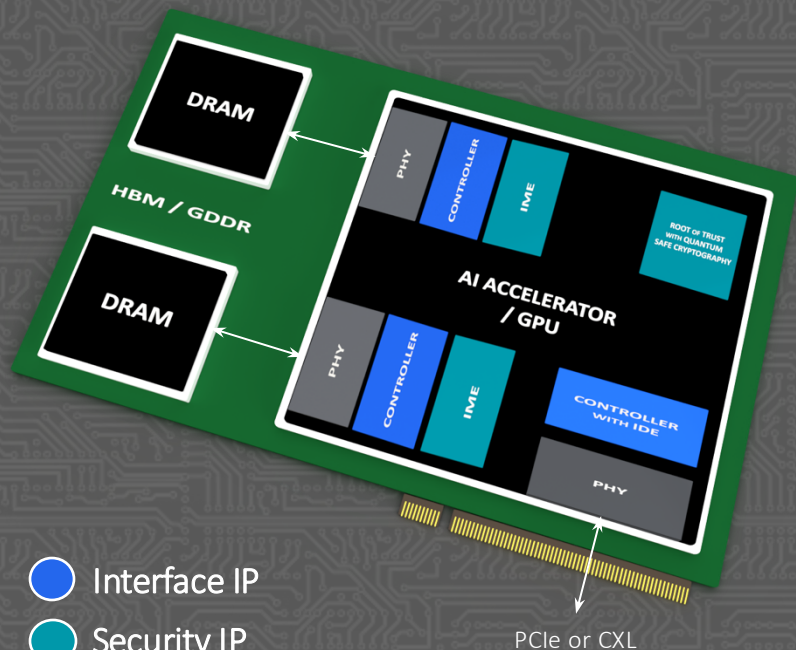 DRAM
HBM / GDDR
DRAM
PHY
CONTROLLER
IME
ROOT OF TRUST
WITH QUANTUM
SAFE CRYPTOGRAPHY
AI ACCELERATOR
/ GPU
PHY
CONTROLLER
IME
CONTROLLER
WITH IDE
PHY
Interface IP
Security IP
PCIe or CXL